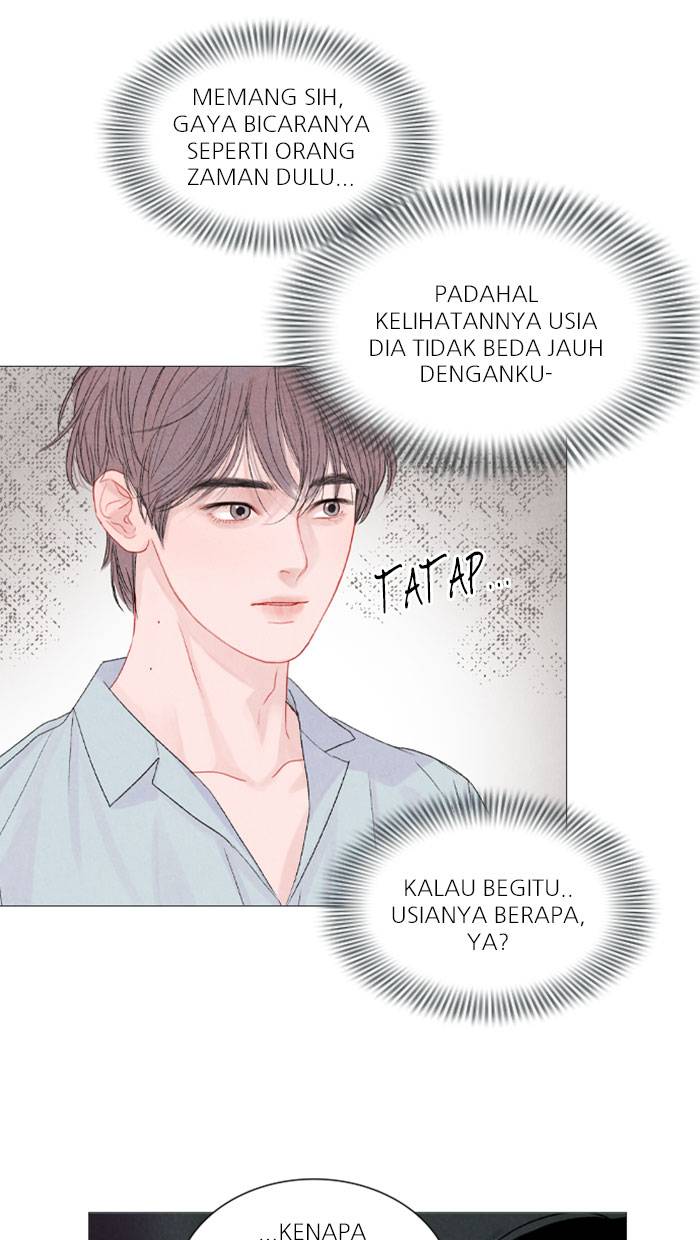 MEMANG SIH,
GAYA BICARANYA
SEPERTI ORANG
ZAMAN DULU...
PADAHAL
KELIHATANNYA USIA
DIA TIDAK BEDA JAUH
DENGANKU-
TATAP...
KALAU BEGITU..
USIANYA BERAPA,
YA?
...KENAPA